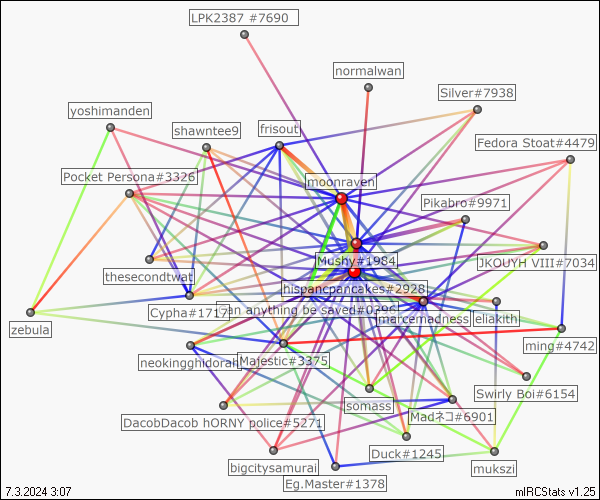 LPK2387 #7690
normalwan
Silver#7938
yoshimanden
shawntee9
frisout
Fedora Stoat#4479
Pocket Persona#3326
moonraven
Pikabro#9971
Mushy#1984
JKOUYH VIII#7034
thesecondtwat
hispancpancakes#2928
Cypha#1717
can anything be saved#0396
marcemadness
eliakith
zebula
ming#4742
neokingghidorah
Majestic#3375
Swirly Boi#6154
somass
DacobDacob hORNY police#5271
Madネコ#6901
Duck#1245
bigcitysamurai
mukszi
Eg.Master#1378
7.3.2024 3:07
mIRCStats v1.25